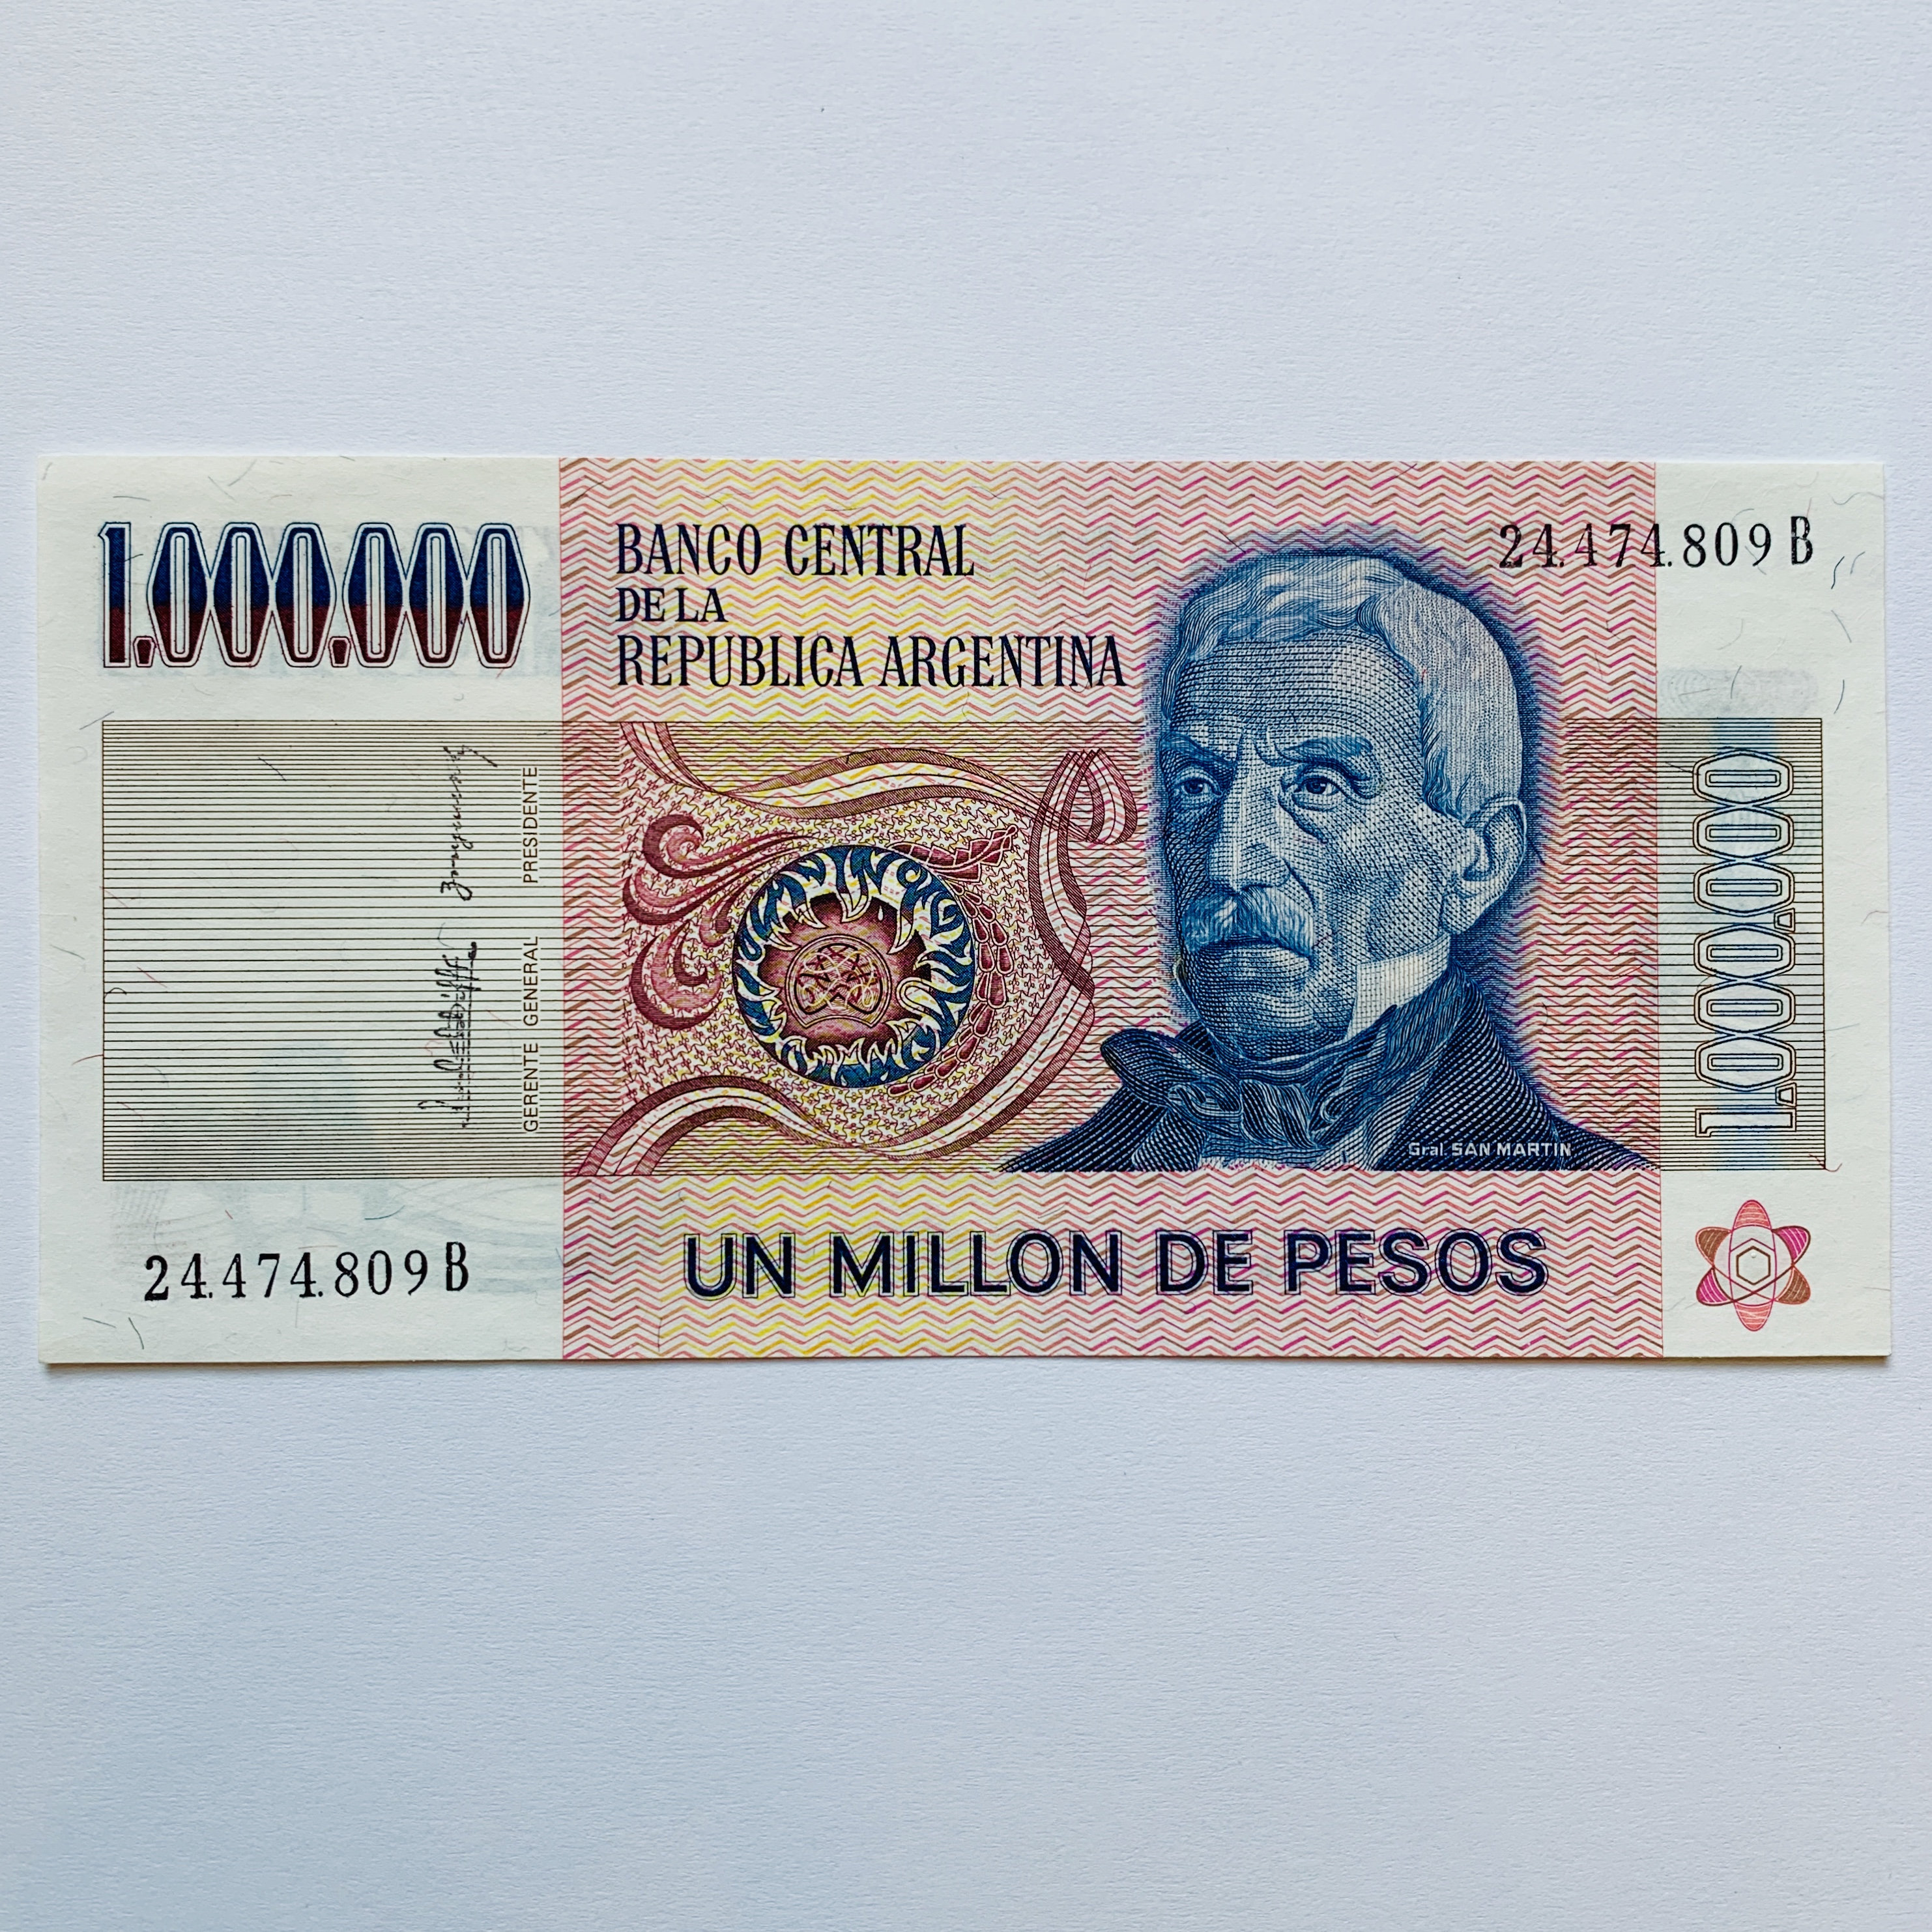 1.000.000
BANCO CENTRAL
DE LA
REPUBLICA ARGENTINA
24.474.809 B
GERENTE GENERAL
PRESIDENTE
1.000.000
Gral. SAN MARTIN
24.474.809 B
UN MILLON DE PESOS